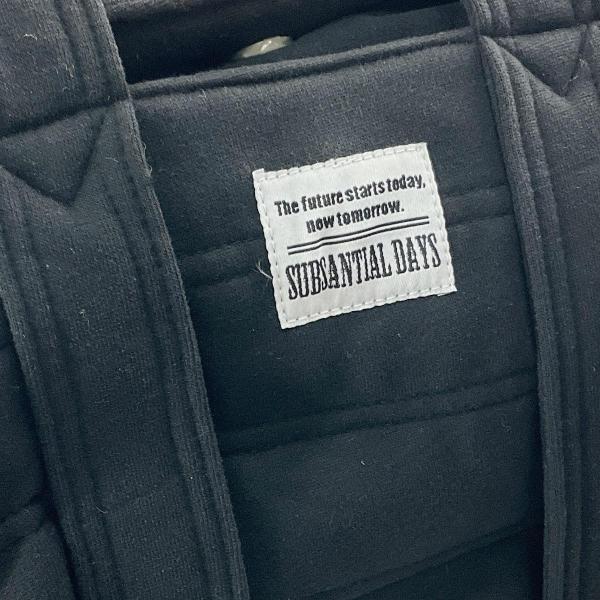 The future starts today,
now tomorrow.
SUBSANTIAL DAYS